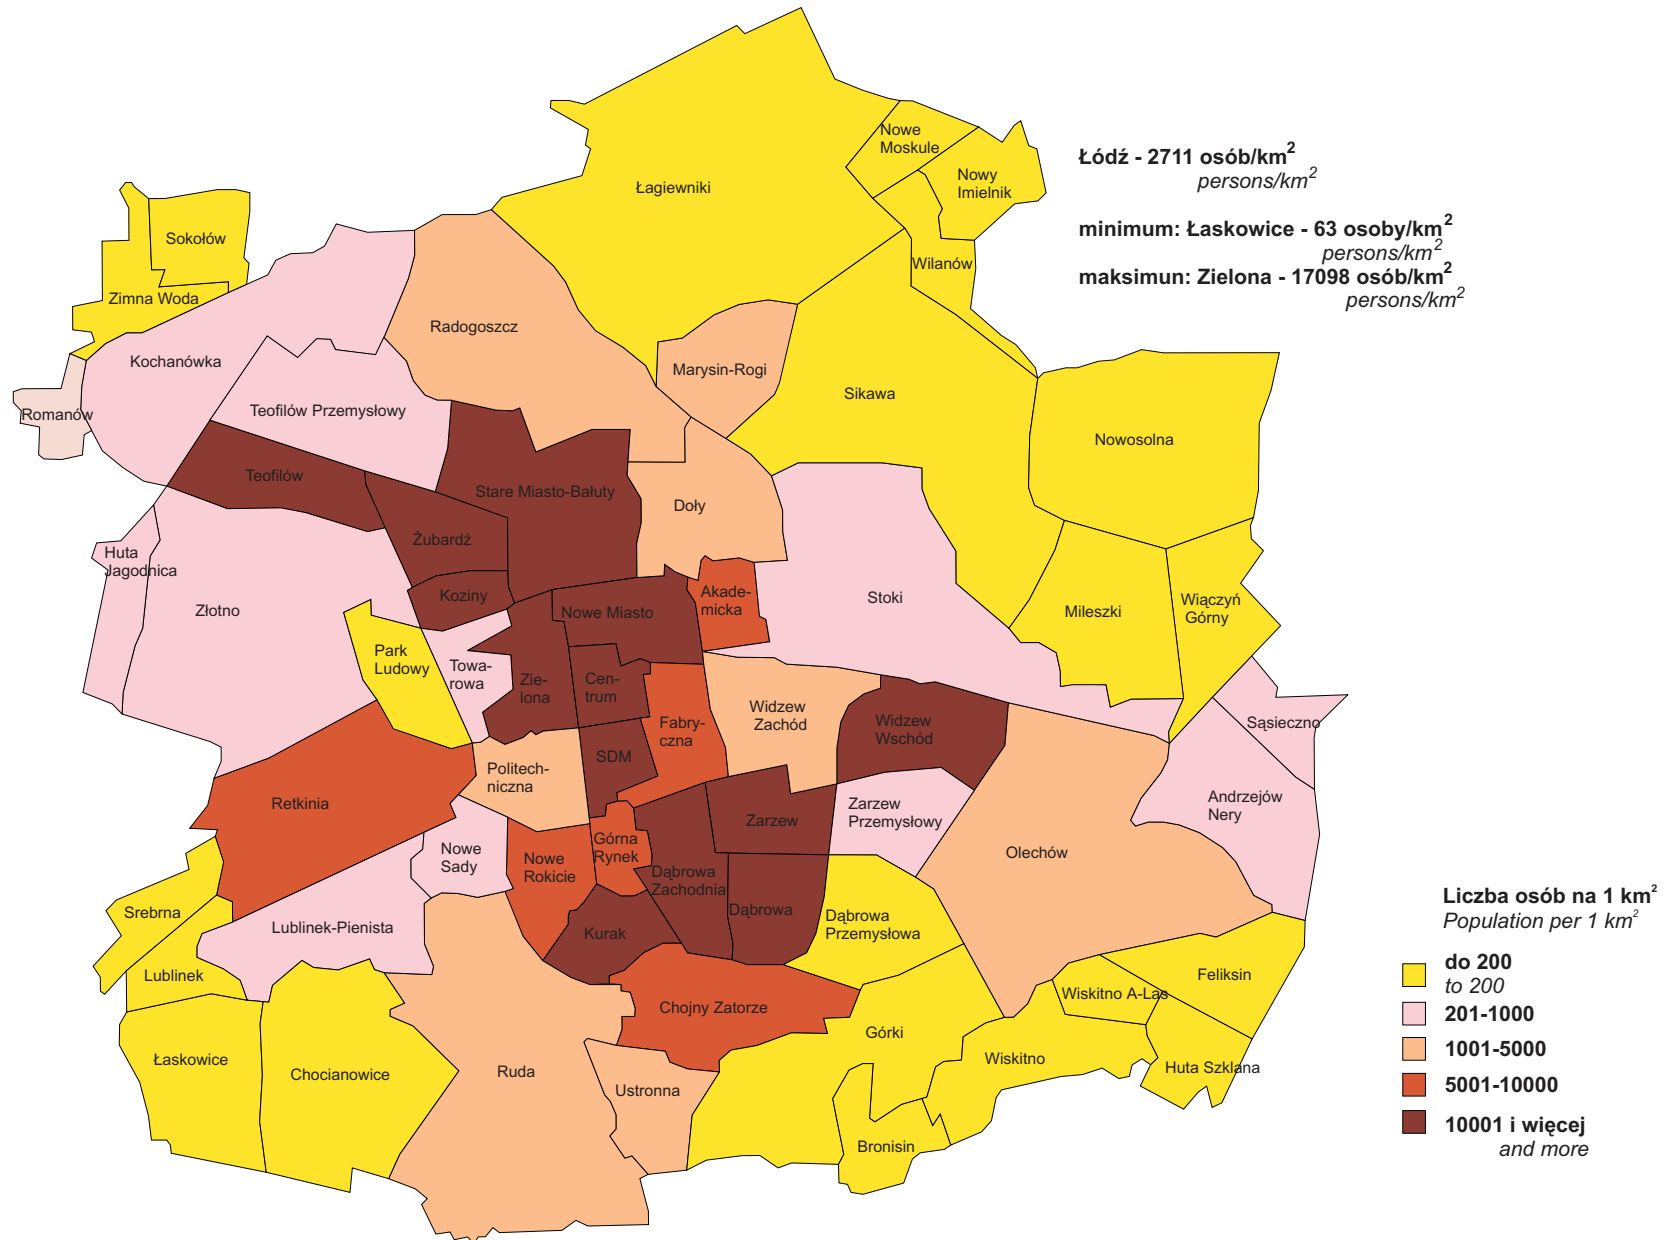 Nowe
Moskule
Łódź - 2711 osób/km²
persons/km²
Nowy
Imielnik
Łagiewniki
minimum: Łaskowice - 63 osoby/km²
persons/km²
Sokołów
Wilanów
maksimun: Zielona - 17098 osób/km²
persons/km²
Zimna Woda
Radogoszcz
Kochanówka
Marysin-Rogi
Sikawa
Romanów
Teofilów Przemysłowy
Nowosolna
Teofilów
Stare Miasto-Bałuty
Doły
Żubardź
Huta
Jagodnica
Koziny
Akade-
micka
Stoki
Złotno
Nowe Miasto
Mileszki
Wiączyń
Górny
Park
Ludowy
Towa-
rowa
Zie-
lona
Cen-
trum
Widzew
Zachód
Fabry-
czna
Widzew
Wschód
Sąsieczno
SDM
Politech-
niczna
Retkinia
Zarzew
Przemysłowy
Andrzejów
Nery
Zarzew
Górna
Rynek
Nowe
Sady
Nowe
Rokicie
Olechów
Dąbrowa
Zachodnia
Srebrna
Dąbrowa
Dąbrowa
Przemysłowa
Lublinek-Pienista
Kurak
Liczba osób na 1 km²
Population per 1 km²
Lublinek
Feliksin
do 200
to 200
Wiskitno A-Las
Chojny Zatorze
201-1000
Górki
1001-5000
Łaskowice
Chocianowice
Ruda
Wiskitno
Huta Szklana
5001-10000
Ustronna
10001 i więcej
and more
Bronisin